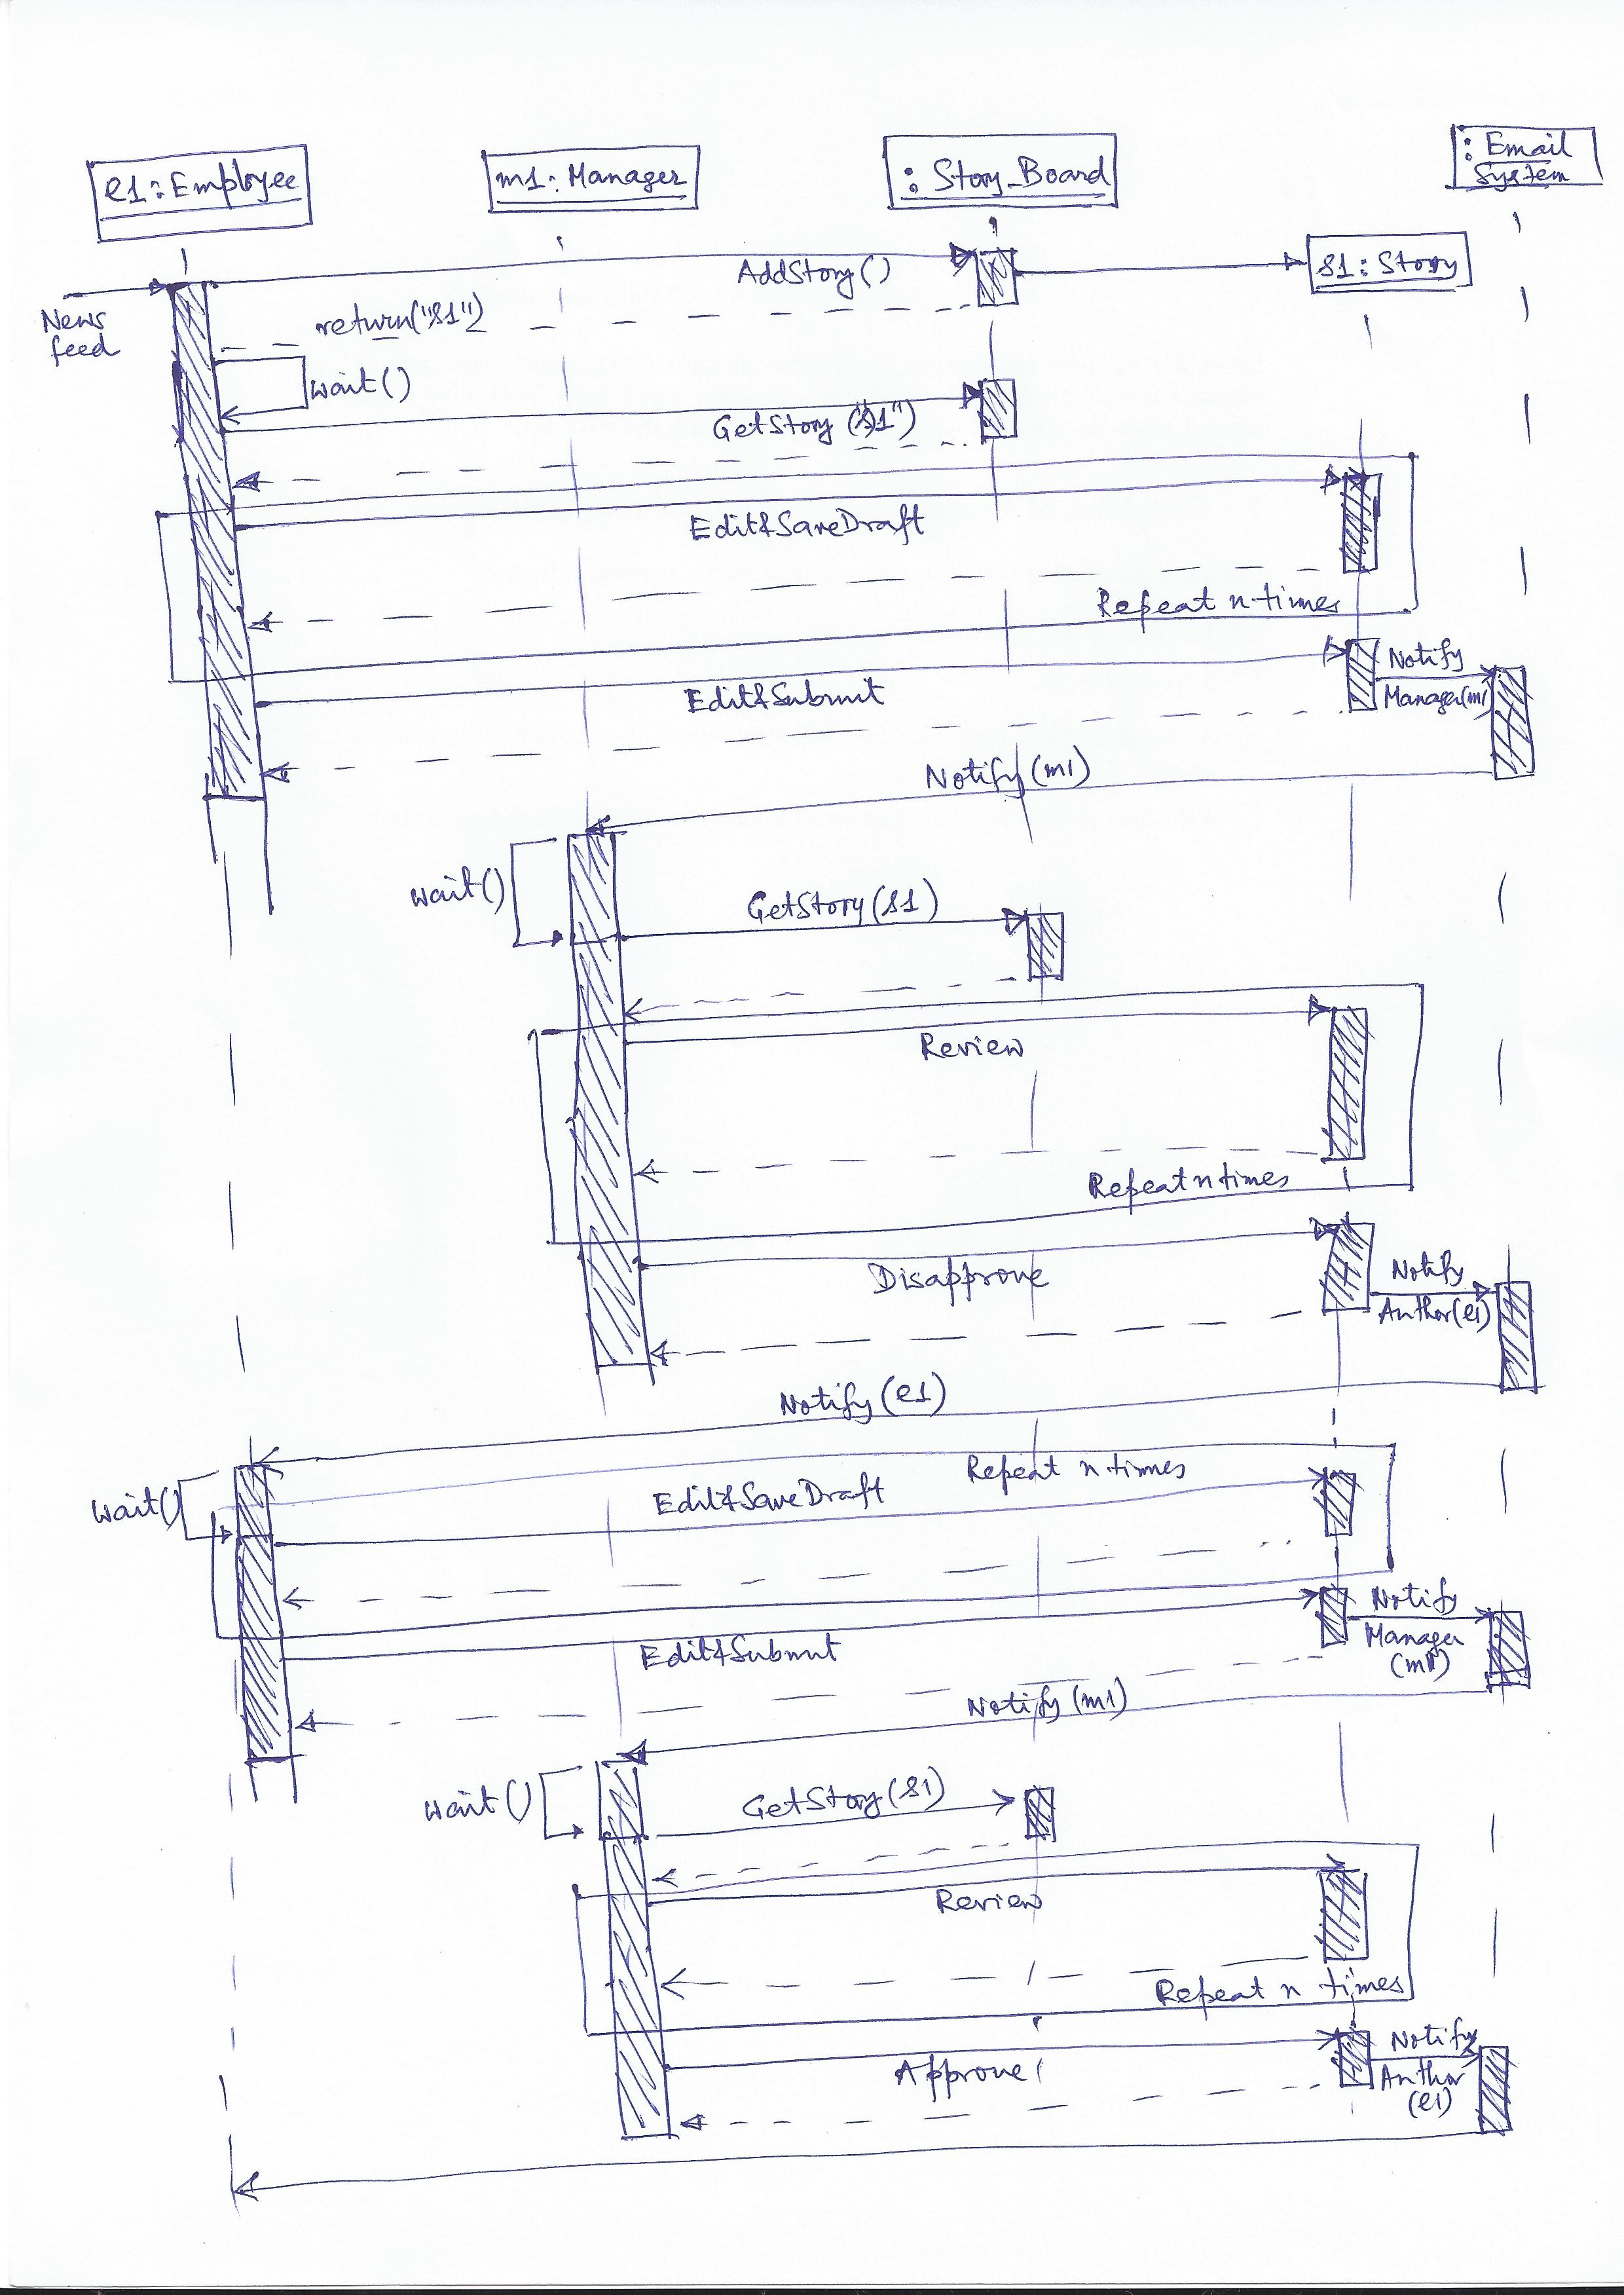 e1:Employee
m1:Manager
: Story_Board
: Email
System
AddStory()
s1:Story
News
feed
return("s1")
wait()
GetStory("s1")
Edit&SaveDraft
Repeat n times
Notify
Manager(m1)
Edit&Submit
Notify(m1)
wait()
GetStory(s1)
Review
Repeat n times
Disapprove
Notify
Author(e1)
Notify(e1)
Repeat n times
wait()
Edit&SaveDraft
Notify
Manager
(m1)
Edit&Submit
Notify(m1)
wait()
GetStory(s1)
Review
Repeat n times
Notify
Approve
Author
(e1)